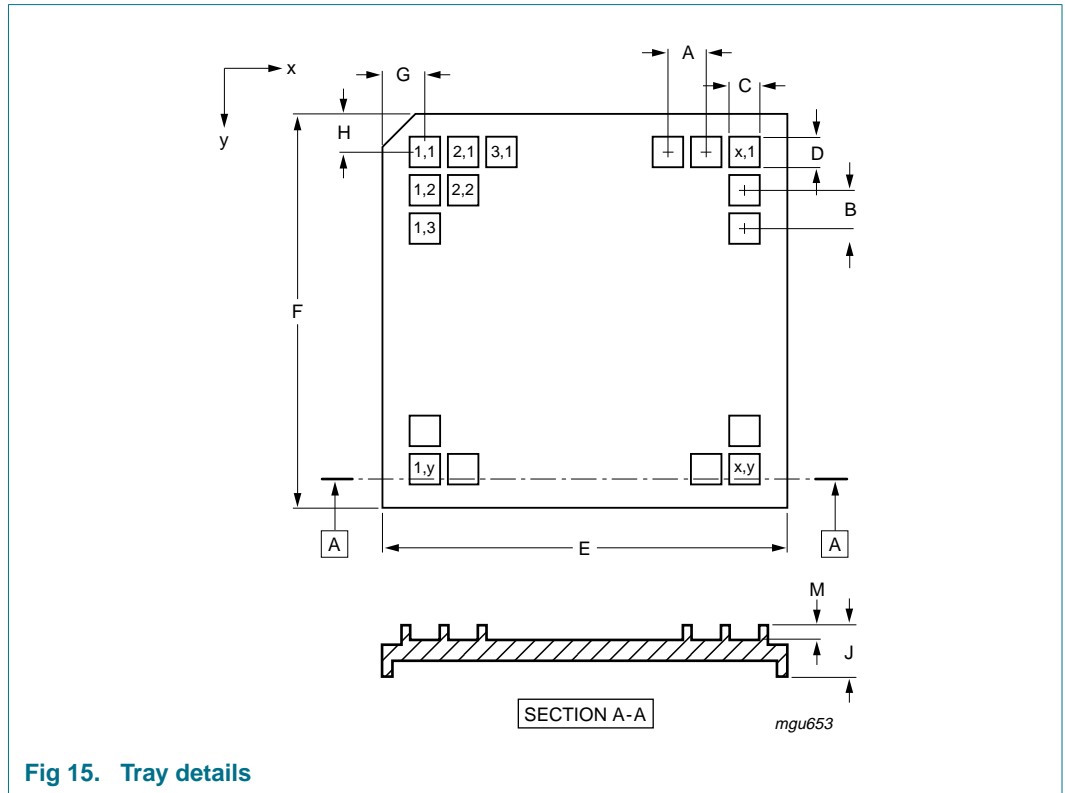 A
x
G
C
y
H
1,1 2,1 3,1
x,1
D
1,2 2,2
B
1,3
F
1,y
x,y
A
E
A
M
J
SECTION A-A
mgu653
Fig 15. Tray details